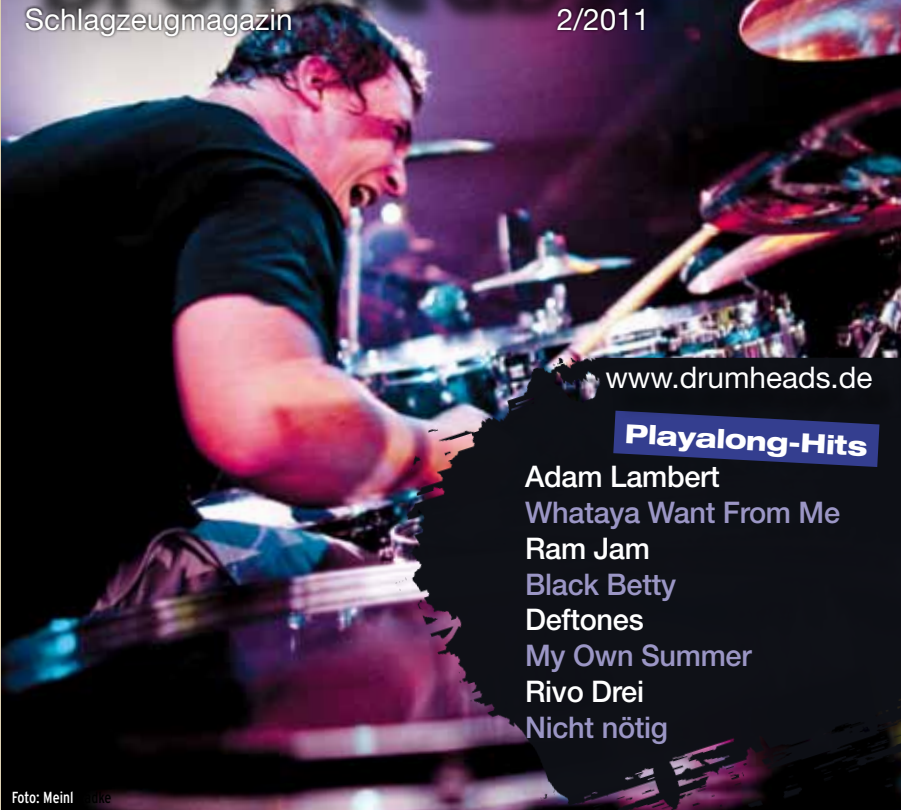 Schlagzeugmagazin 2/2011
www.drumheads.de
Playalong-Hits
Adam Lambert
Whataya Want From Me
Ram Jam
Black Betty
Deftones
My Own Summer
Rivo Drei
Nicht nötig
Foto: Meinl